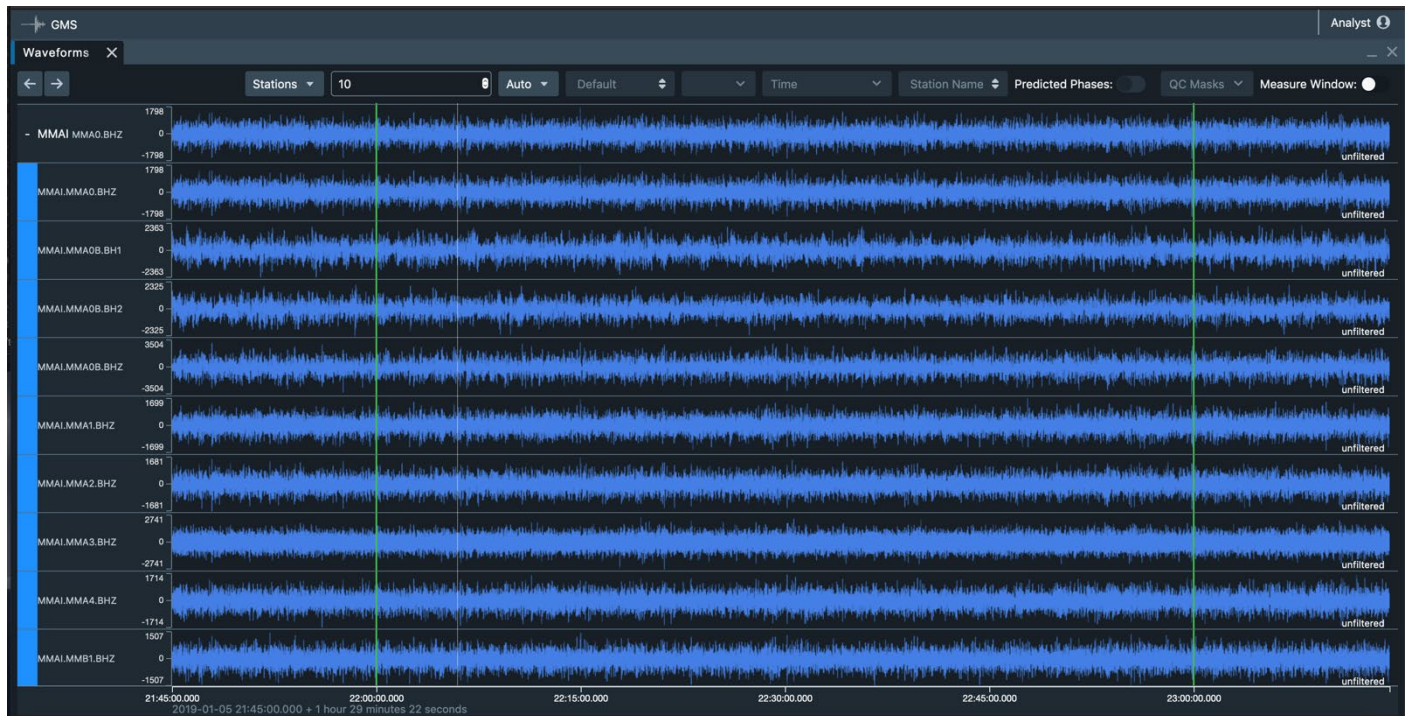 GMS Analyst
Waveforms
Stations 10 Auto Default Time Station Name Predicted Phases: QC Masks Measure Window:
1798
- MMAI MMA0.BHZ 0
-1798 unfiltered
1798
MMAI.MMA0.BHZ 0
-1798 unfiltered
2363
MMAI.MMA0B.BH1 0
-2363 unfiltered
2325
MMAI.MMA0B.BH2 0
-2325 unfiltered
3504
MMAI.MMA0B.BHZ 0
-3504 unfiltered
1699
MMAI.MMA1.BHZ 0
-1699 unfiltered
1681
MMAI.MMA2.BHZ 0
-1681 unfiltered
2741
MMAI.MMA3.BHZ 0
-2741 unfiltered
1714
MMAI.MMA4.BHZ 0
-1714 unfiltered
1507
MMAI.MMB1.BHZ 0
-1507 unfiltered
21:45:00.000 22:00:00.000 22:15:00.000 22:30:00.000 22:45:00.000 23:00:00.000
2019-01-05 21:45:00.000 + 1 hour 29 minutes 22 seconds